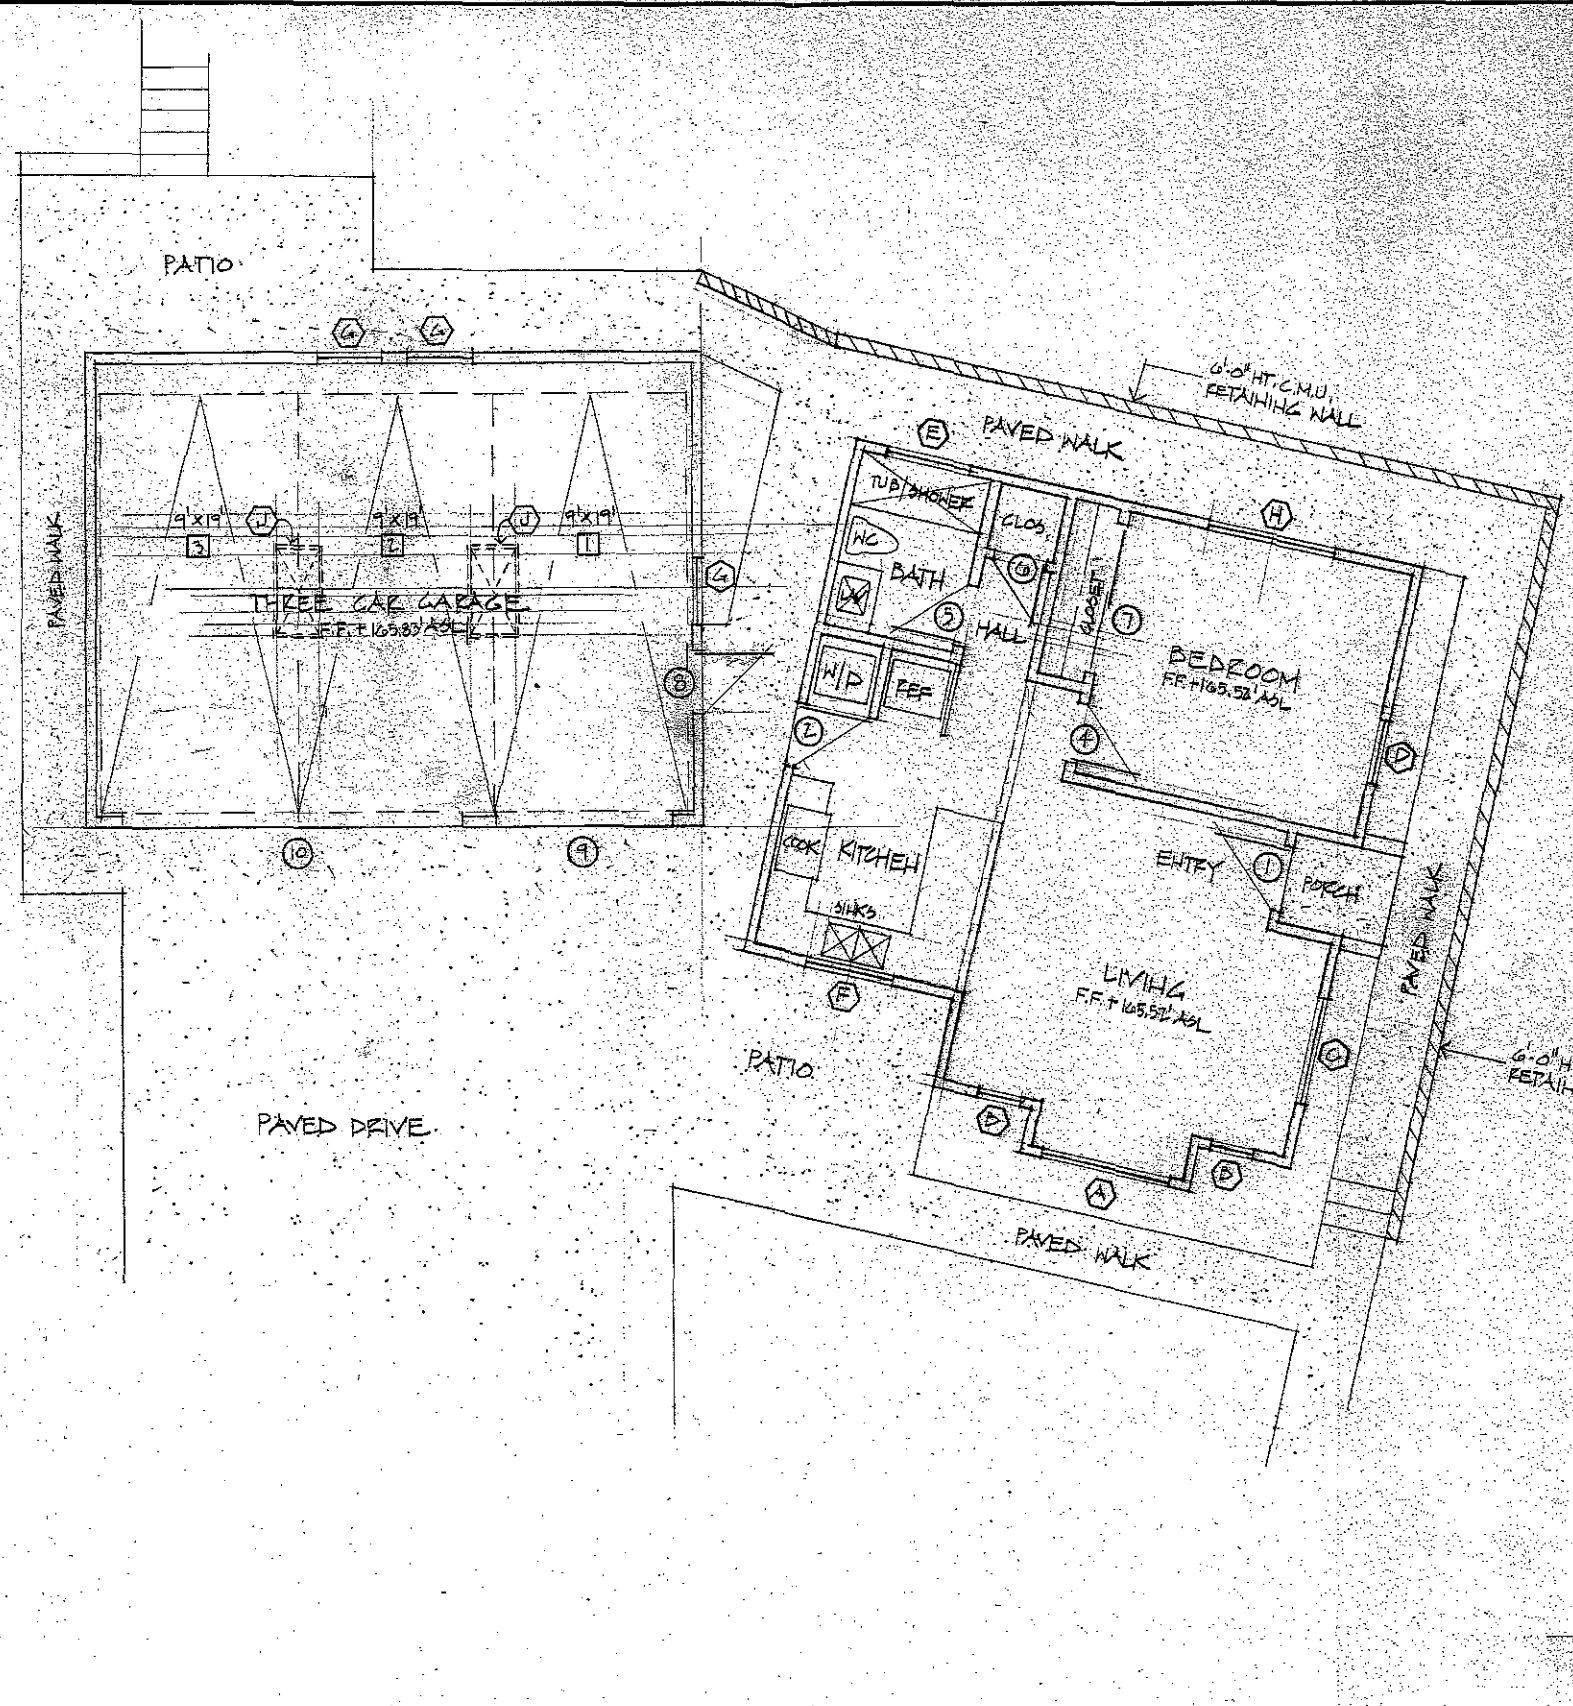 PATIO
G
G
6'-0" HT. C.M.U.
RETAINING WALL
PAVED WALK
E
TUB/SHOWER
CLOS
H
WC
BATH
6
CLOSET
7
5
HALL
BEDROOM
F.F. + 165.52' ASL
PAVED WALK
9'x19'
J
9'x19'
J
9'x19'
3
2
1
G
THREE CAR GARAGE
F.F. + 165.83' ASL
8
W/D
REF
2
4
D
10
9
COOK
KITCHEN
SINKS
ENTRY
1
PORCH
PAVED WALK
LIVING
F.F. + 165.52' ASL
F
PATIO
C
6'-0" H
RETAIN
PAVED DRIVE
B
B
A
PAVED WALK